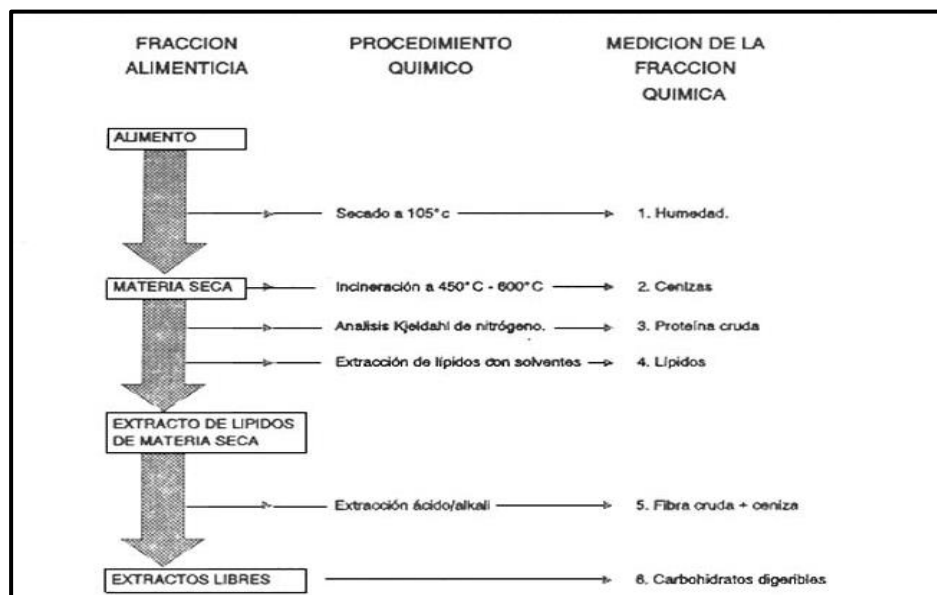 FRACCION
ALIMENTICIA
PROCEDIMIENTO
QUIMICO
MEDICION DE LA
FRACCION
QUIMICA
ALIMENTO
Secado a 105°c
1. Humedad.
MATERIA SECA
Incineración a 450°C - 600°C
2. Cenizas
Analisis Kjeldahl de nitrógeno.
3. Proteína cruda
Extracción de lípidos con solventes
4. Lípidos
EXTRACTO DE LIPIDOS
DE MATERIA SECA
Extracción ácido/alkali
5. Fibra cruda + ceniza
EXTRACTOS LIBRES
6. Carbohidratos digeribles